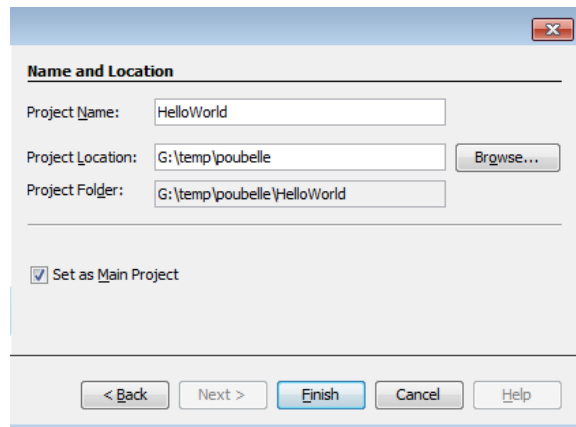 Name and Location
Project Name: HelloWorld
Project Location: G:\temp\poubelle Browse...
Project Folder: G:\temp\poubelle\HelloWorld
Set as Main Project
< Back Next > Finish Cancel Help